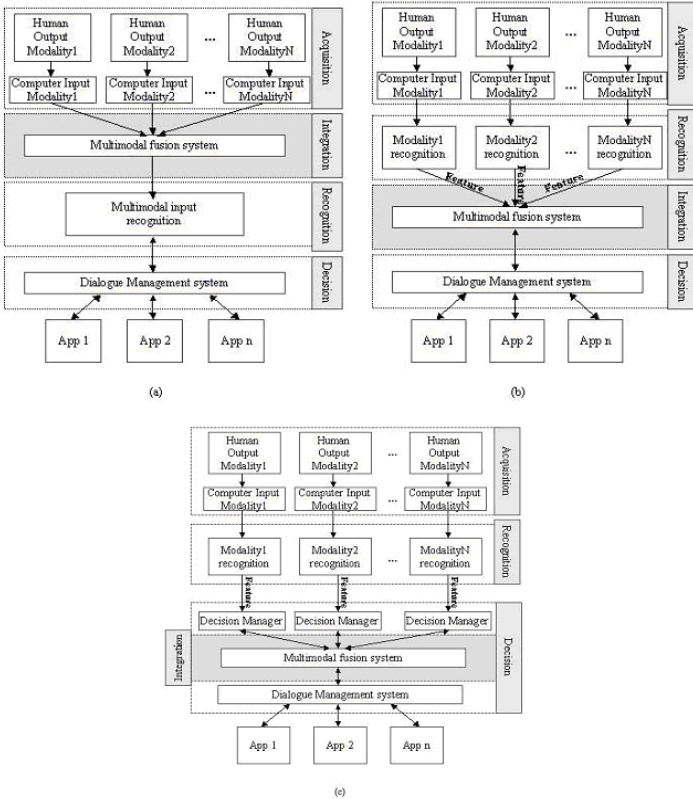 Human
Output
Modality1
Human
Output
Modality2
...
Human
Output
ModalityN
Computer Input
Modality1
Computer Input
Modality2
...
Computer Input
ModalityN
Acquisition
Multimodal fusion system
Integration
Multimodal input
recognition
Recognition
Dialogue Management system
Decision
App 1
App 2
App n
(a)
Human
Output
Modality1
Human
Output
Modality2
...
Human
Output
ModalityN
Computer Input
Modality1
Computer Input
Modality2
...
Computer Input
ModalityN
Acquisition
Modality1
recognition
Modality2
recognition
...
ModalityN
recognition
Recognition
Feature
Feature
Feature
Multimodal fusion system
Integration
Dialogue Management system
Decision
App 1
App 2
App n
(b)
Human
Output
Modality1
Human
Output
Modality2
...
Human
Output
ModalityN
Computer Input
Modality1
Computer Input
Modality2
...
Computer Input
ModalityN
Acquisition
Modality1
recognition
Modality2
recognition
...
ModalityN
recognition
Recognition
Feature
Feature
Feature
Decision Manager
Decision Manager
Decision Manager
Multimodal fusion system
Integration
Decision
Dialogue Management system
App 1
App 2
App n
(c)